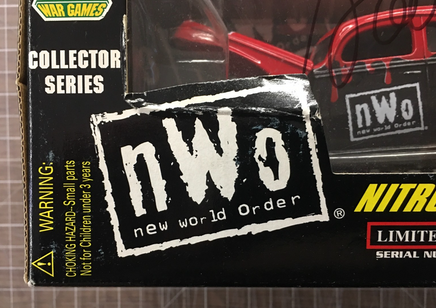 WAR GAMES
COLLECTOR
SERIES
nWo
new world Order
nWo
new world Order
®
WARNING:
CHOKING HAZARD-Small parts
Not for Children under 3 years
NITRO
LIMITE
SERIAL NU